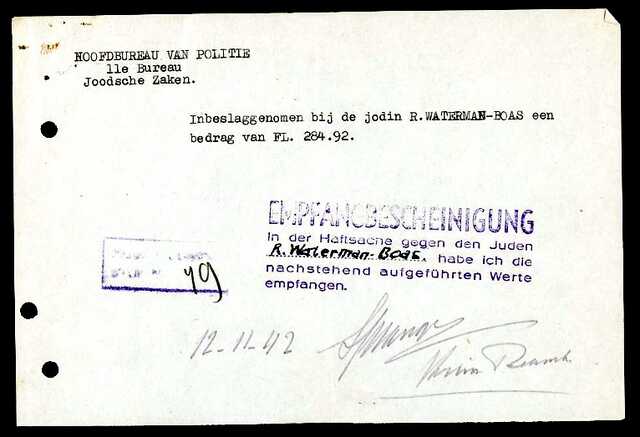 HOOFDBUREAU VAN POLITIE
11e Bureau
Joodsche Zaken.
Inbeslaggenomen bij de jodin R.WATERMAN-BOAS een
bedrag van FL. 284.92.
EMPFANGBESCHEINIGUNG
In der Haftsache gegen den Juden
R. Waterman-Boas. habe ich die
nachstehend aufgeführten Werte
empfangen.
49
12-11-42